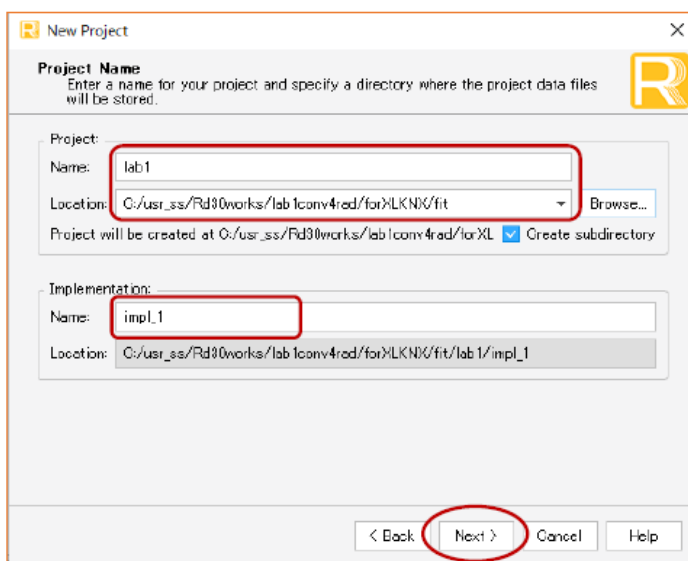 New Project
Project Name
Enter a name for your project and specify a directory where the project data files
will be stored.
Project:
Name: lab1
Location: C:/usr_ss/Rd30works/lab1conv4rad/forXLKNX/fit Browse...
Project will be created at C:/usr_ss/Rd30works/lab1conv4rad/forXL Create subdirectory
Implementation:
Name: impl_1
Location: C:/usr_ss/Rd30works/lab1conv4rad/forXLKNX/fit/lab1/impl_1
< Back Next > Cancel Help